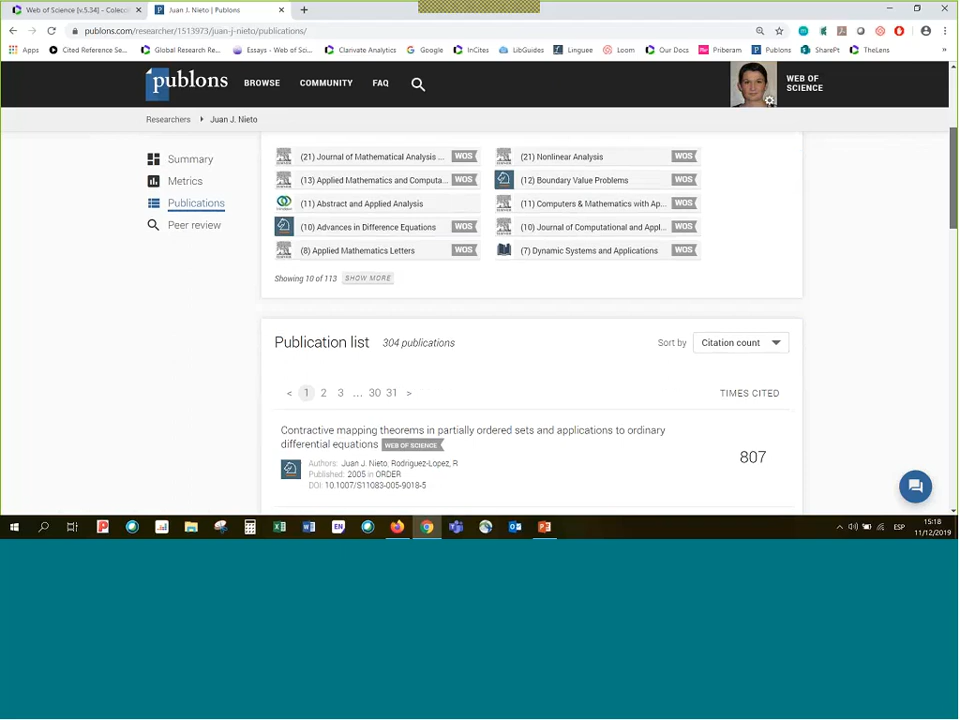 Web of Science [v.5.34] - Colecc
Juan J. Nieto | Publons
publons.com/researcher/1513973/juan-j-nieto/publications/
Apps Cited Reference Se... Global Research Re... Essays - Web of Sci... Clarivate Analytics Google InCites LibGuides Linguee Loom Our Docs Priberam Publons SharePt TheLens »
publons BROWSE COMMUNITY FAQ WEB OF SCIENCE
Researchers Juan J. Nieto
Summary
Metrics
Publications
Peer review
(21) Journal of Mathematical Analysis ... WOS (21) Nonlinear Analysis WOS
(13) Applied Mathematics and Computa... WOS (12) Boundary Value Problems WOS
(11) Abstract and Applied Analysis (11) Computers & Mathematics with Ap... WOS
(10) Advances in Difference Equations WOS (10) Journal of Computational and Appl... WOS
(8) Applied Mathematics Letters WOS (7) Dynamic Systems and Applications WOS
Showing 10 of 113 SHOW MORE
Publication list 304 publications Sort by Citation count
< 1 2 3 ... 30 31 > TIMES CITED
Contractive mapping theorems in partially ordered sets and applications to ordinary
differential equations WEB OF SCIENCE
807
Authors: Juan J. Nieto, Rodriguez-Lopez, R
Published: 2005 in ORDER
DOI: 10.1007/S11083-005-9018-5
EN
ESP
15:18
11/12/2019